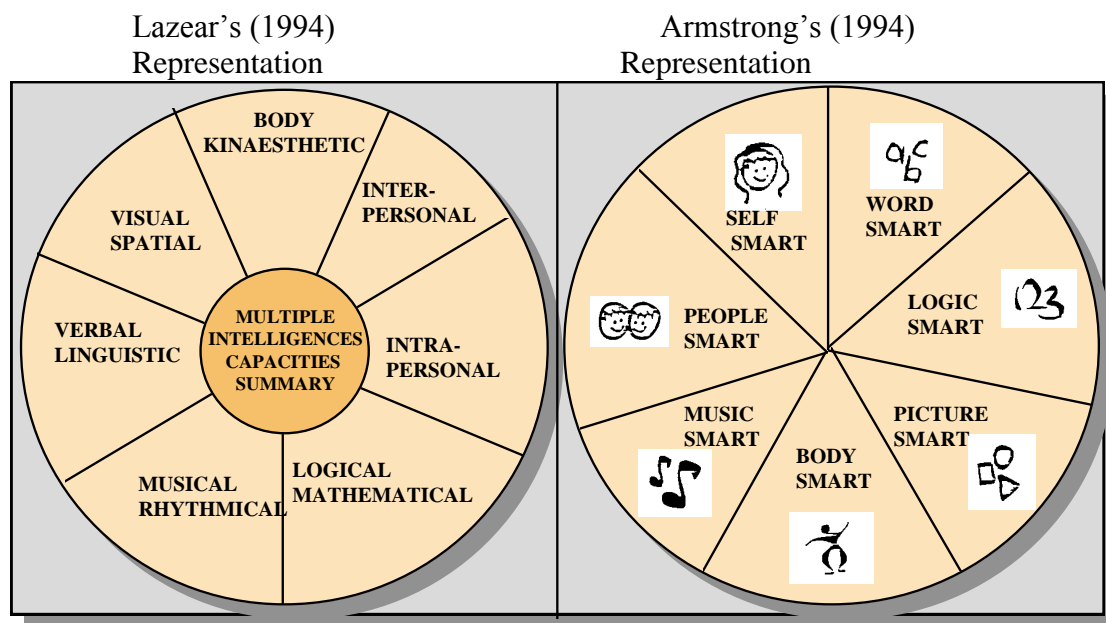 Lazear’s (1994)
Representation
Armstrong’s (1994)
Representation
BODY
KINAESTHETIC
INTER-
PERSONAL
INTRA-
PERSONAL
LOGICAL
MATHEMATICAL
MUSICAL
RHYTHMICAL
VERBAL
LINGUISTIC
VISUAL
SPATIAL
MULTIPLE
INTELLIGENCES
CAPACITIES
SUMMARY
abc
WORD
SMART
LOGIC
SMART
123
PICTURE
SMART
BODY
SMART
MUSIC
SMART
PEOPLE
SMART
SELF
SMART